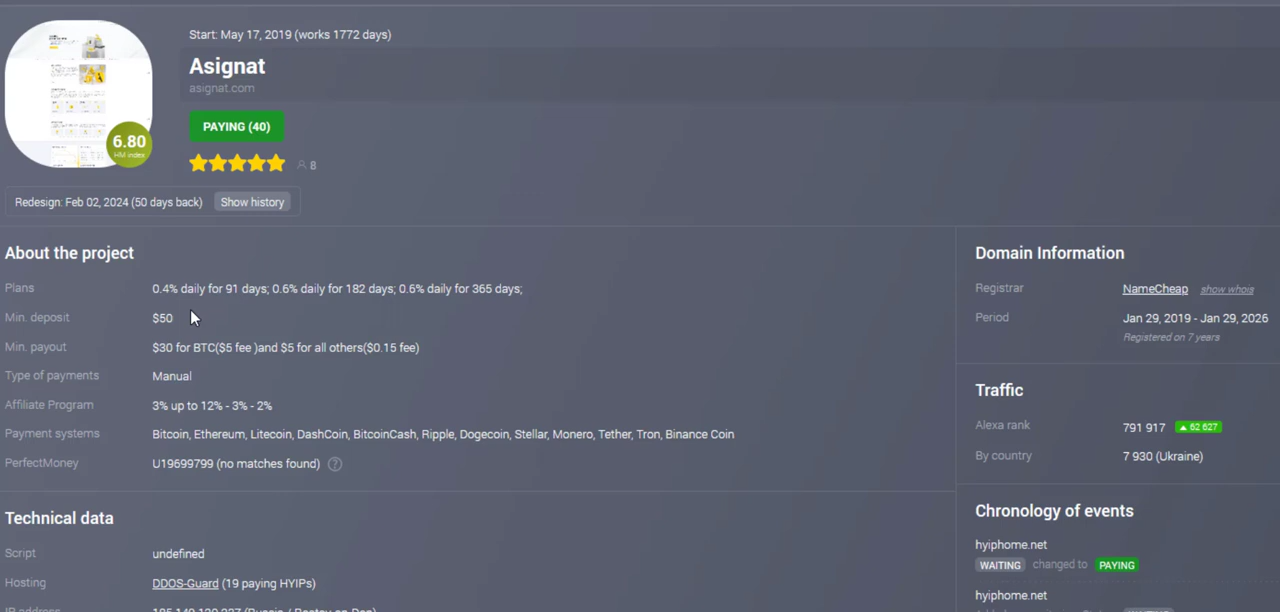 Start: May 17, 2019 (works 1772 days)
Asignat
asignat.com
PAYING (40)
6.80
HM index
8
Redesign: Feb 02, 2024 (50 days back) Show history
About the project
Plans 0.4% daily for 91 days; 0.6% daily for 182 days; 0.6% daily for 365 days;
Min. deposit $50
Min. payout $30 for BTC($5 fee )and $5 for all others($0.15 fee)
Type of payments Manual
Affiliate Program 3% up to 12% - 3% - 2%
Payment systems Bitcoin, Ethereum, Litecoin, DashCoin, BitcoinCash, Ripple, Dogecoin, Stellar, Monero, Tether, Tron, Binance Coin
PerfectMoney U19699799 (no matches found) ?
Technical data
Script undefined
Hosting DDOS-Guard (19 paying HYIPs)
Domain Information
Registrar NameCheap show whois
Period Jan 29, 2019 - Jan 29, 2026
Registered on 7 years
Traffic
Alexa rank 791 917 62 627
By country 7 930 (Ukraine)
Chronology of events
hyiphome.net
WAITING changed to PAYING
hyiphome.net